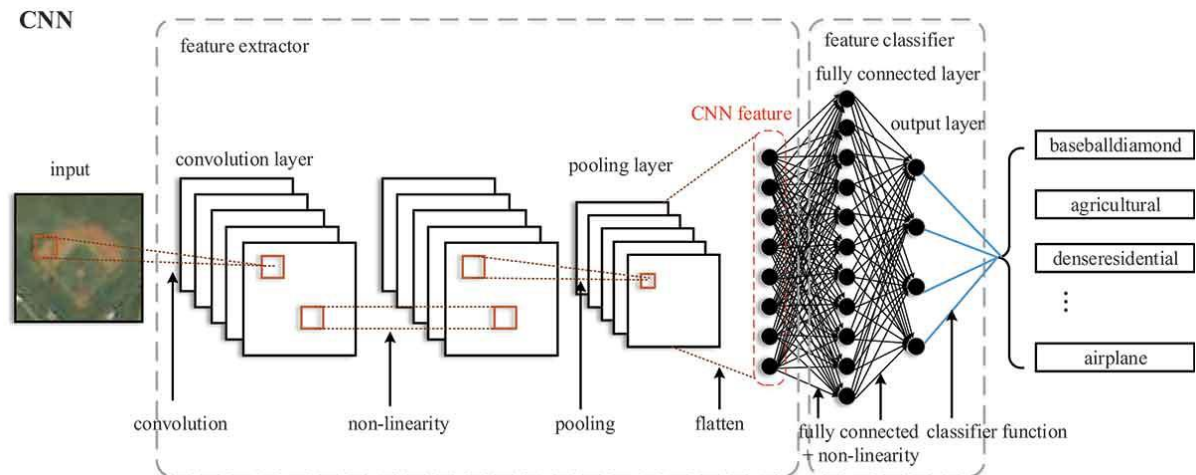 CNN
feature extractor
feature classifier
fully connected layer
CNN feature
output layer
input
convolution layer
pooling layer
baseballdiamond
agricultural
denseresidential
⋮
airplane
convolution
non-linearity
pooling
flatten
fully connected
+ non-linearity
classifier function